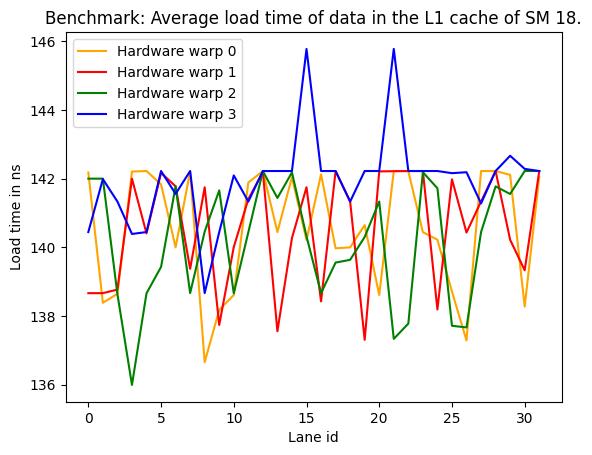 Benchmark: Average load time of data in the L1 cache of SM 18.
146
144
142
140
138
136
Load time in ns
Hardware warp 0
Hardware warp 1
Hardware warp 2
Hardware warp 3
0 5 10 15 20 25 30
Lane id